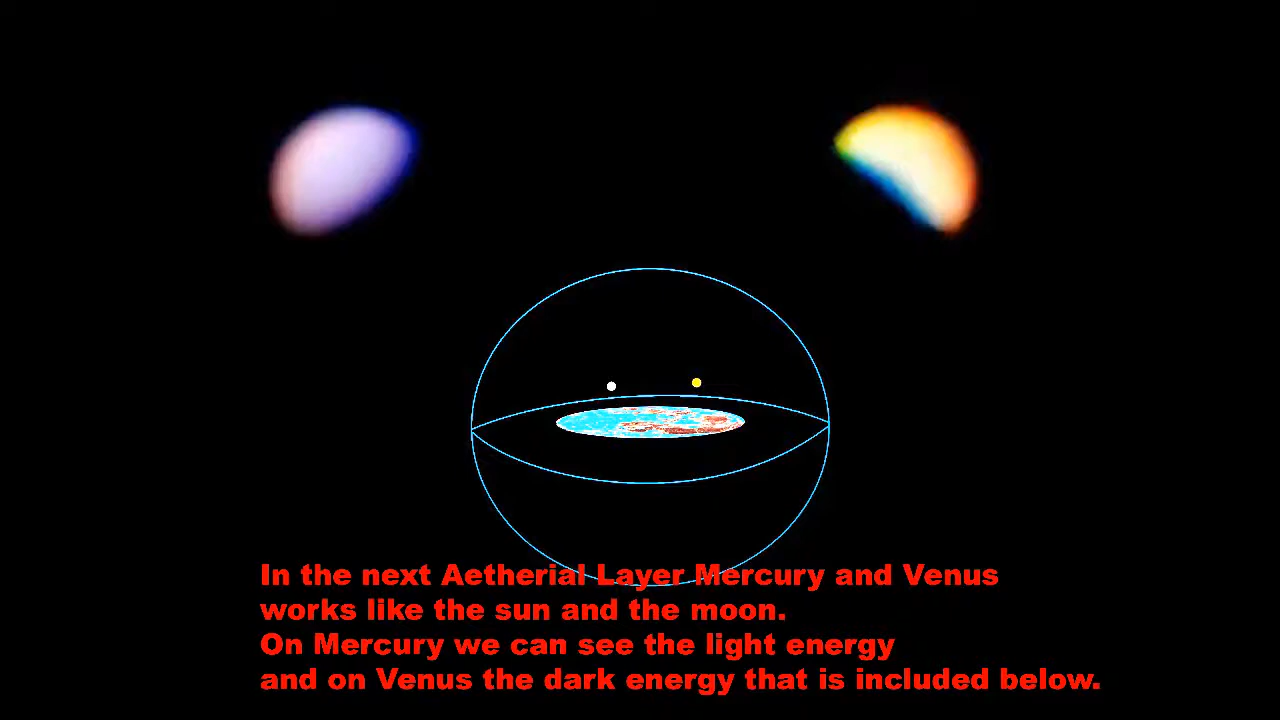 In the next Aetherial Layer Mercury and Venus
works like the sun and the moon.
On Mercury we can see the light energy
and on Venus the dark energy that is included below.